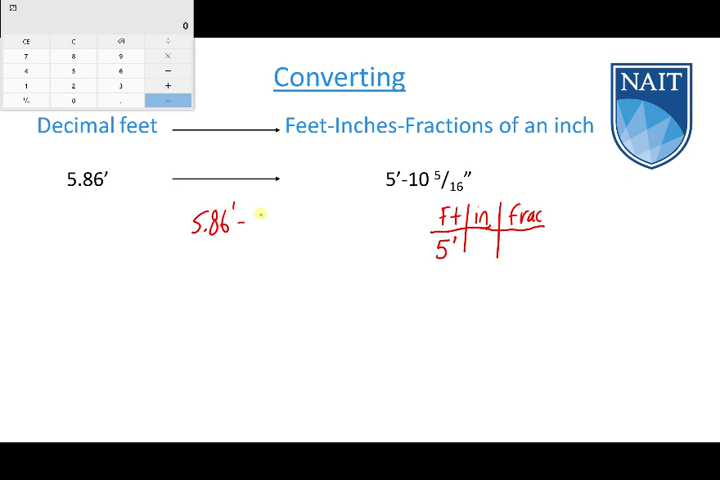 0
CE C ⌫ ÷
7 8 9 ×
4 5 6 −
1 2 3 +
0 .
Converting
NAIT
Decimal feet Feet-Inches-Fractions of an inch
5.86' 5'-10 5/16"
5.86' - Ft in. frac
5'